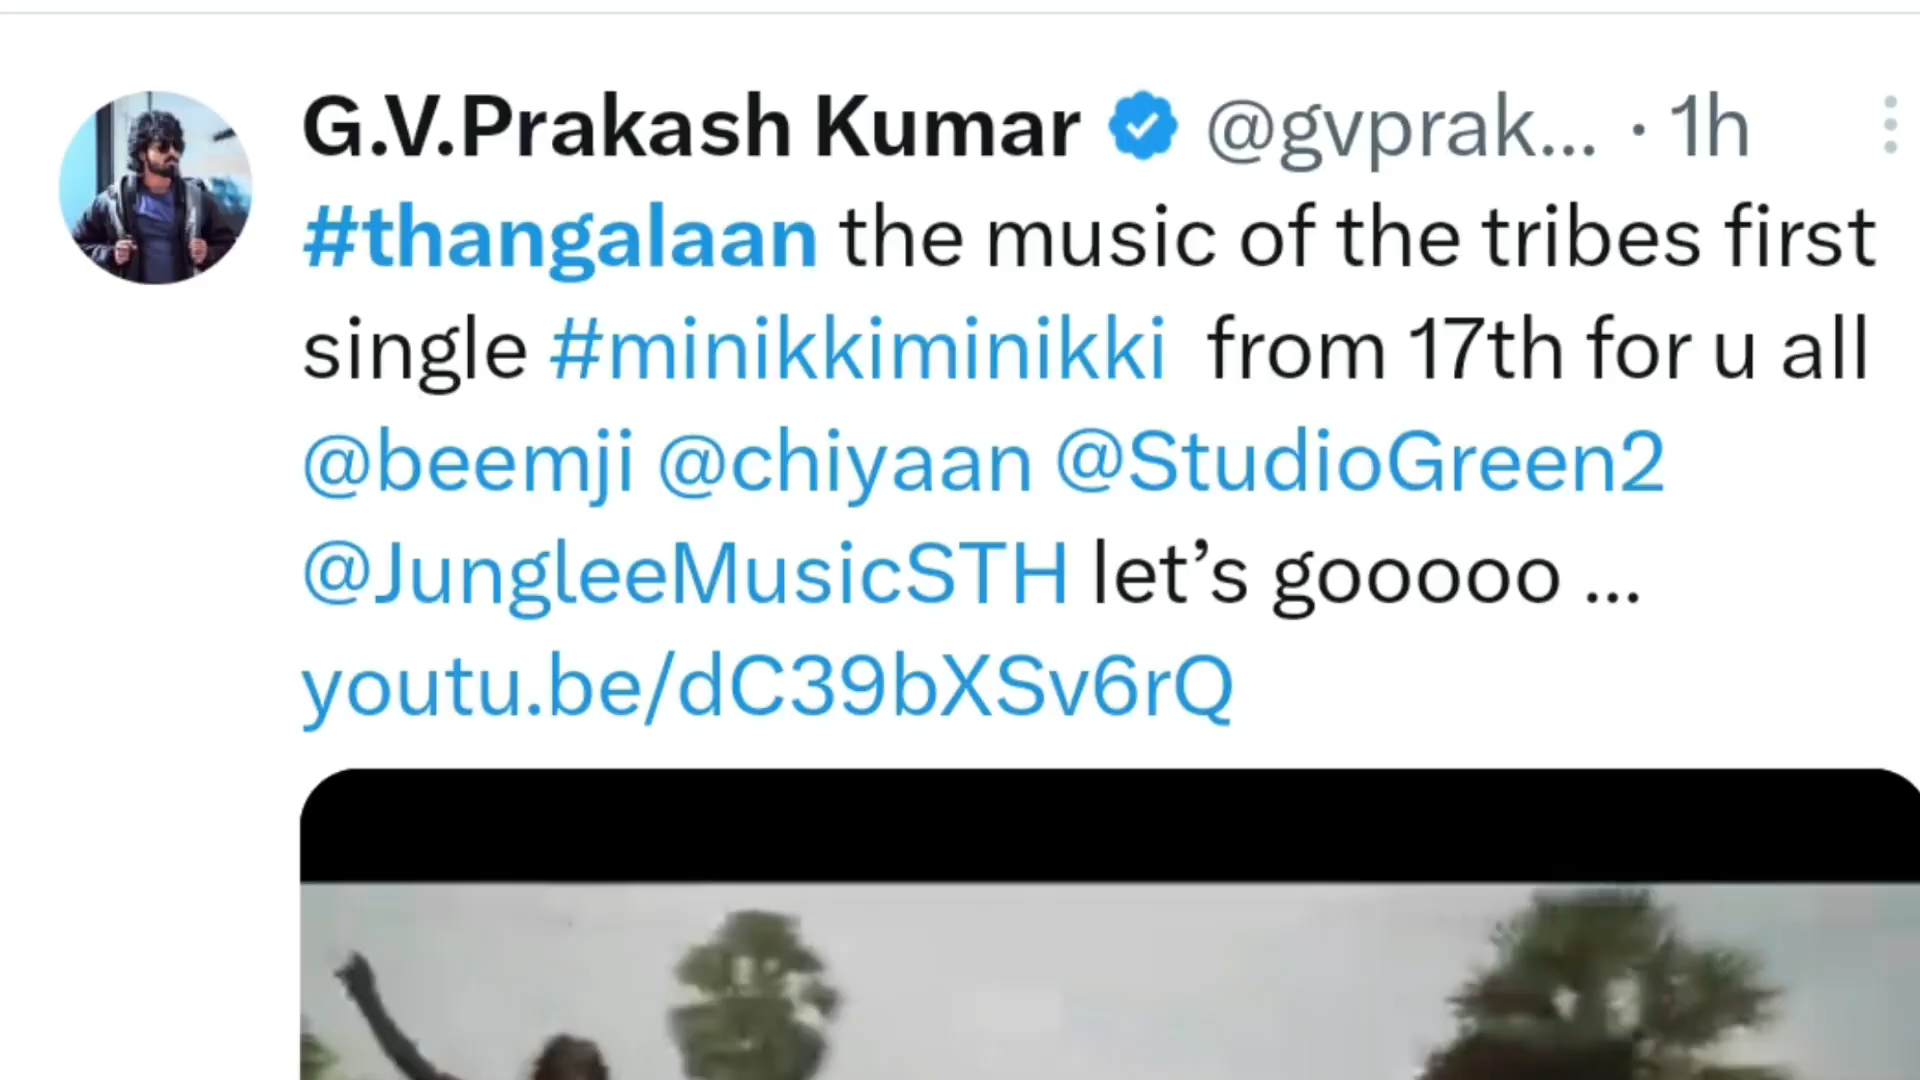 G.V.Prakash Kumar @gvprak... · 1h
#thangalaan the music of the tribes first
single #minikkiminikki from 17th for u all
@beemji @chiyaan @StudioGreen2
@JungleeMusicSTH let’s gooooo ...
youtu.be/dC39bXSv6rQ